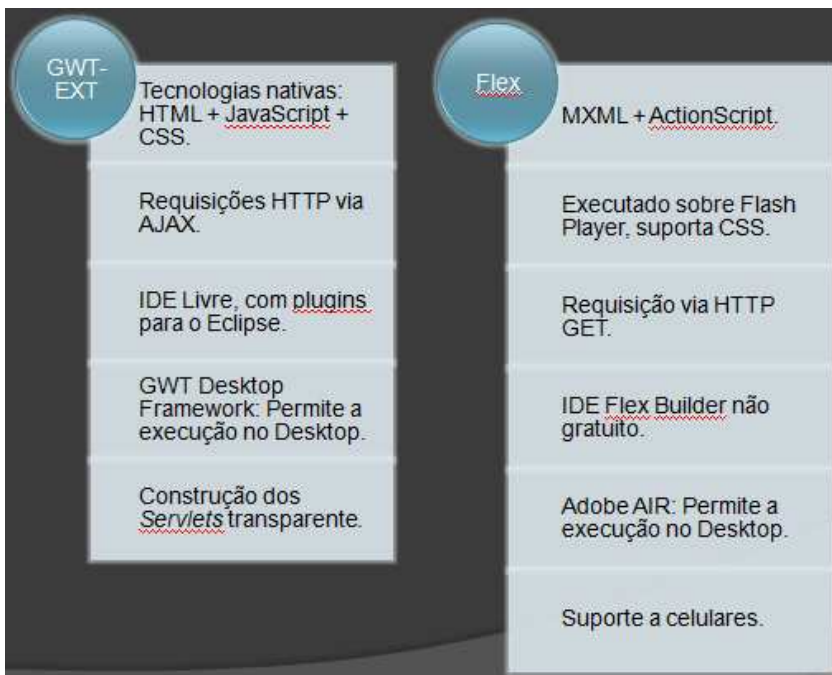 GWT-
EXT
Tecnologias nativas:
HTML + JavaScript +
CSS.
Requisições HTTP via
AJAX.
IDE Livre, com plugins
para o Eclipse.
GWT Desktop
Framework: Permite a
execução no Desktop.
Construção dos
Servlets transparente.
Flex
MXML + ActionScript.
Executado sobre Flash
Player, suporta CSS.
Requisição via HTTP
GET.
IDE Flex Builder não
gratuito.
Adobe AIR: Permite a
execução no Desktop.
Suporte a celulares.